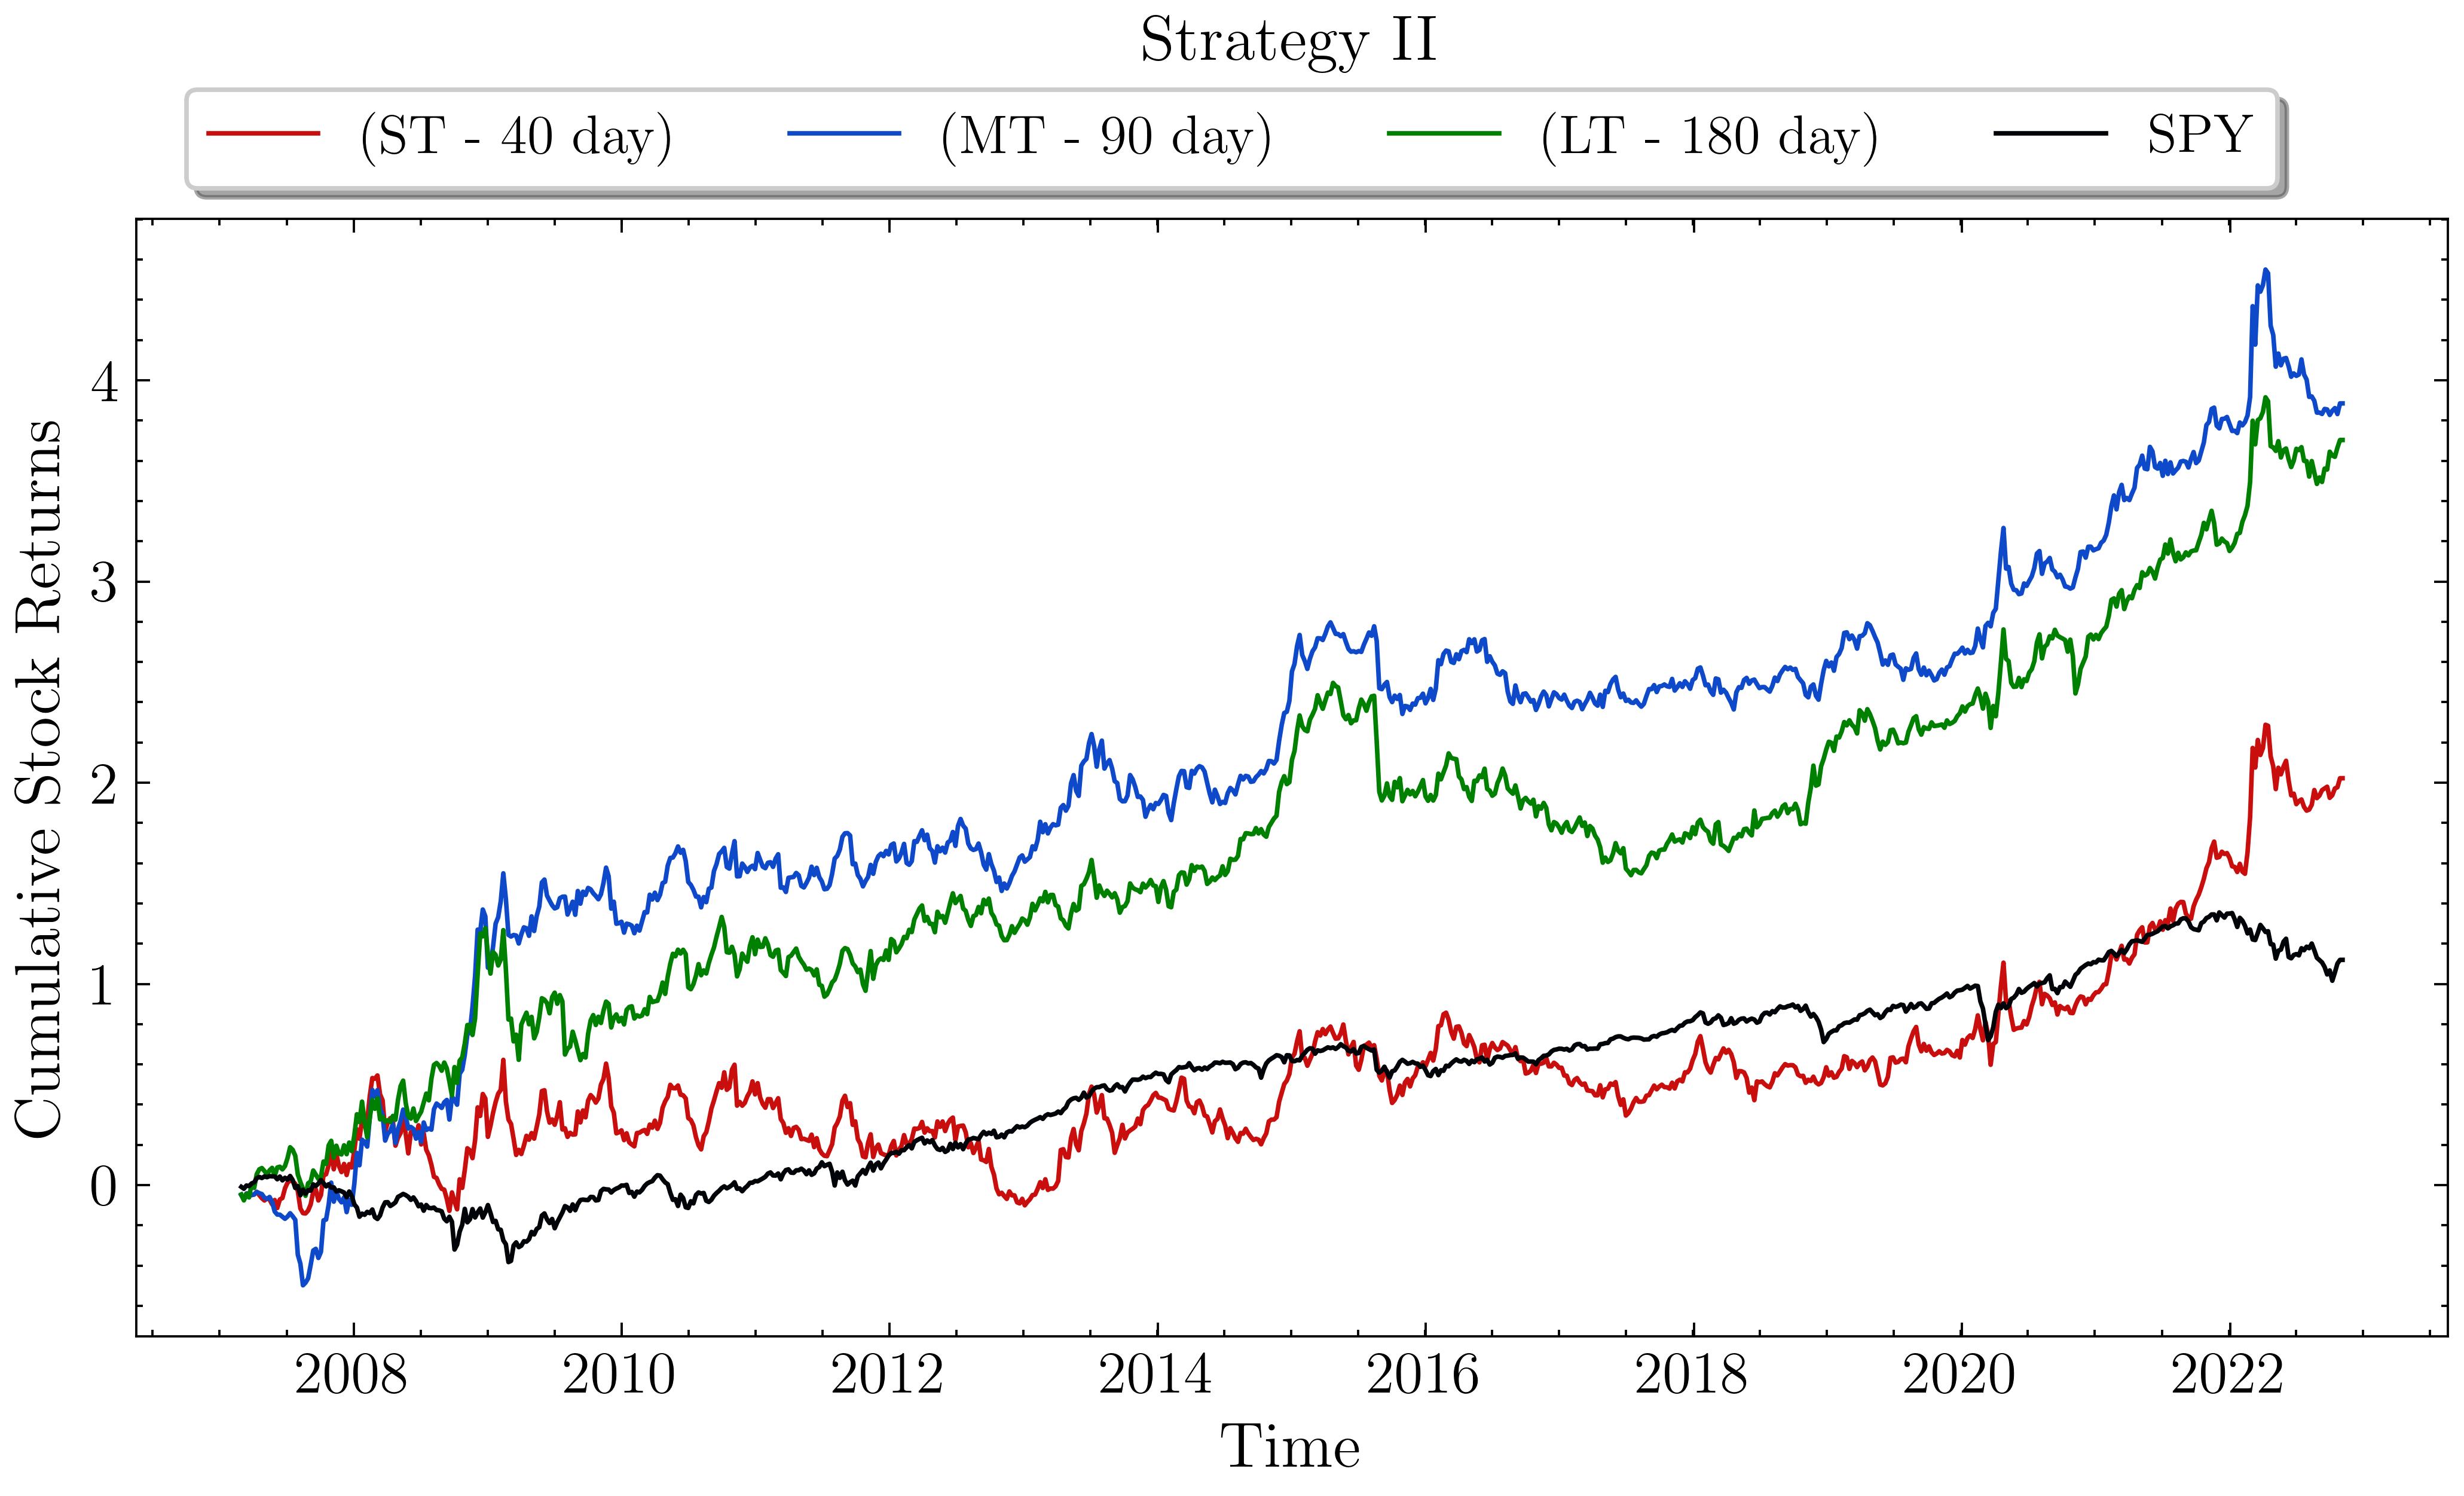 Strategy II
(ST - 40 day) (MT - 90 day) (LT - 180 day) SPY
Cumulative Stock Returns
4
3
2
1
0
2008 2010 2012 2014 2016 2018 2020 2022
Time